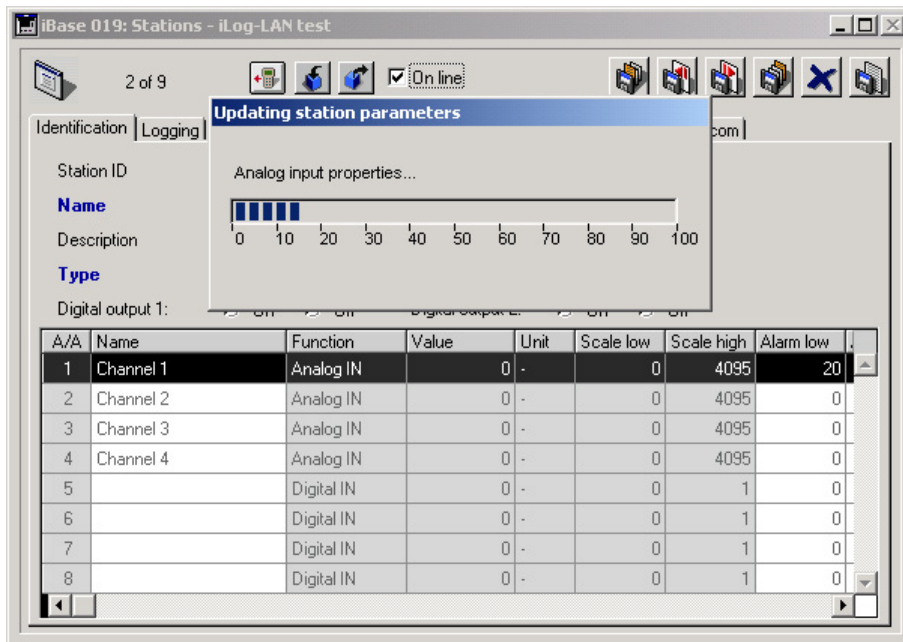 iBase 019: Stations - iLog-LAN test
2 of 9
On line
Updating station parameters
Identification
Logging
com
Station ID
Analog input properties...
Name
0 10 20 30 40 50 60 70 80 90 100
Description
Type
Digital output 1:
A/A Name Function Value Unit Scale low Scale high Alarm low
1 Channel 1 Analog IN 0 - 0 4095 20
2 Channel 2 Analog IN 0 - 0 4095 0
3 Channel 3 Analog IN 0 - 0 4095 0
4 Channel 4 Analog IN 0 - 0 4095 0
5 Digital IN 0 - 0 1 0
6 Digital IN 0 - 0 1 0
7 Digital IN 0 - 0 1 0
8 Digital IN 0 - 0 1 0